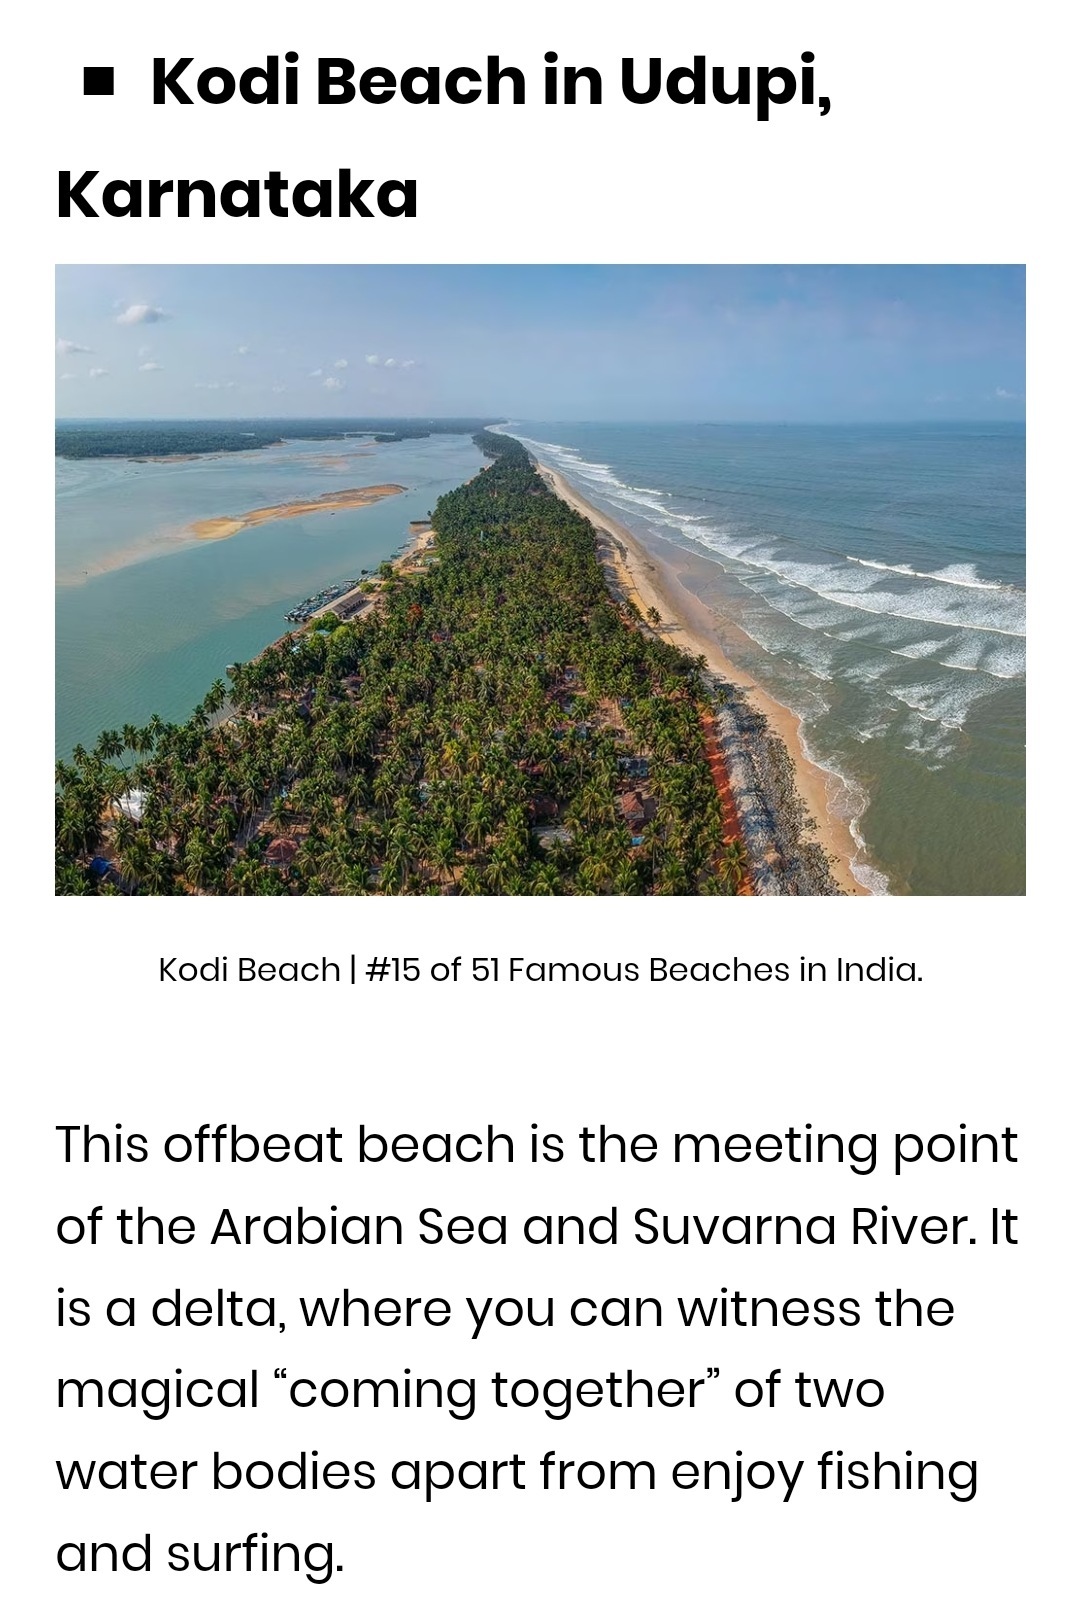 ▪ Kodi Beach in Udupi,
Karnataka
Kodi Beach | #15 of 51 Famous Beaches in India.
This offbeat beach is the meeting point
of the Arabian Sea and Suvarna River. It
is a delta, where you can witness the
magical “coming together” of two
water bodies apart from enjoy fishing
and surfing.